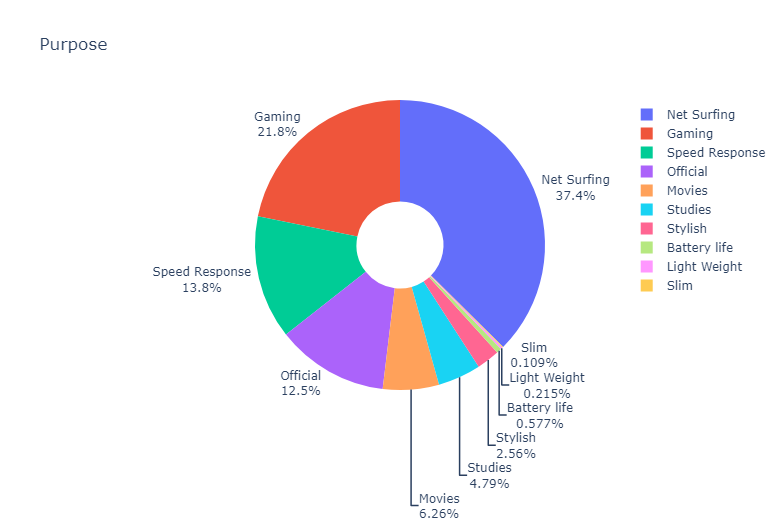 Purpose
Gaming
21.8%
Net Surfing
37.4%
Speed Response
13.8%
Official
12.5%
Slim
0.109%
Light Weight
0.215%
Battery life
0.577%
Stylish
2.56%
Studies
4.79%
Movies
6.26%
Net Surfing
Gaming
Speed Response
Official
Movies
Studies
Stylish
Battery life
Light Weight
Slim